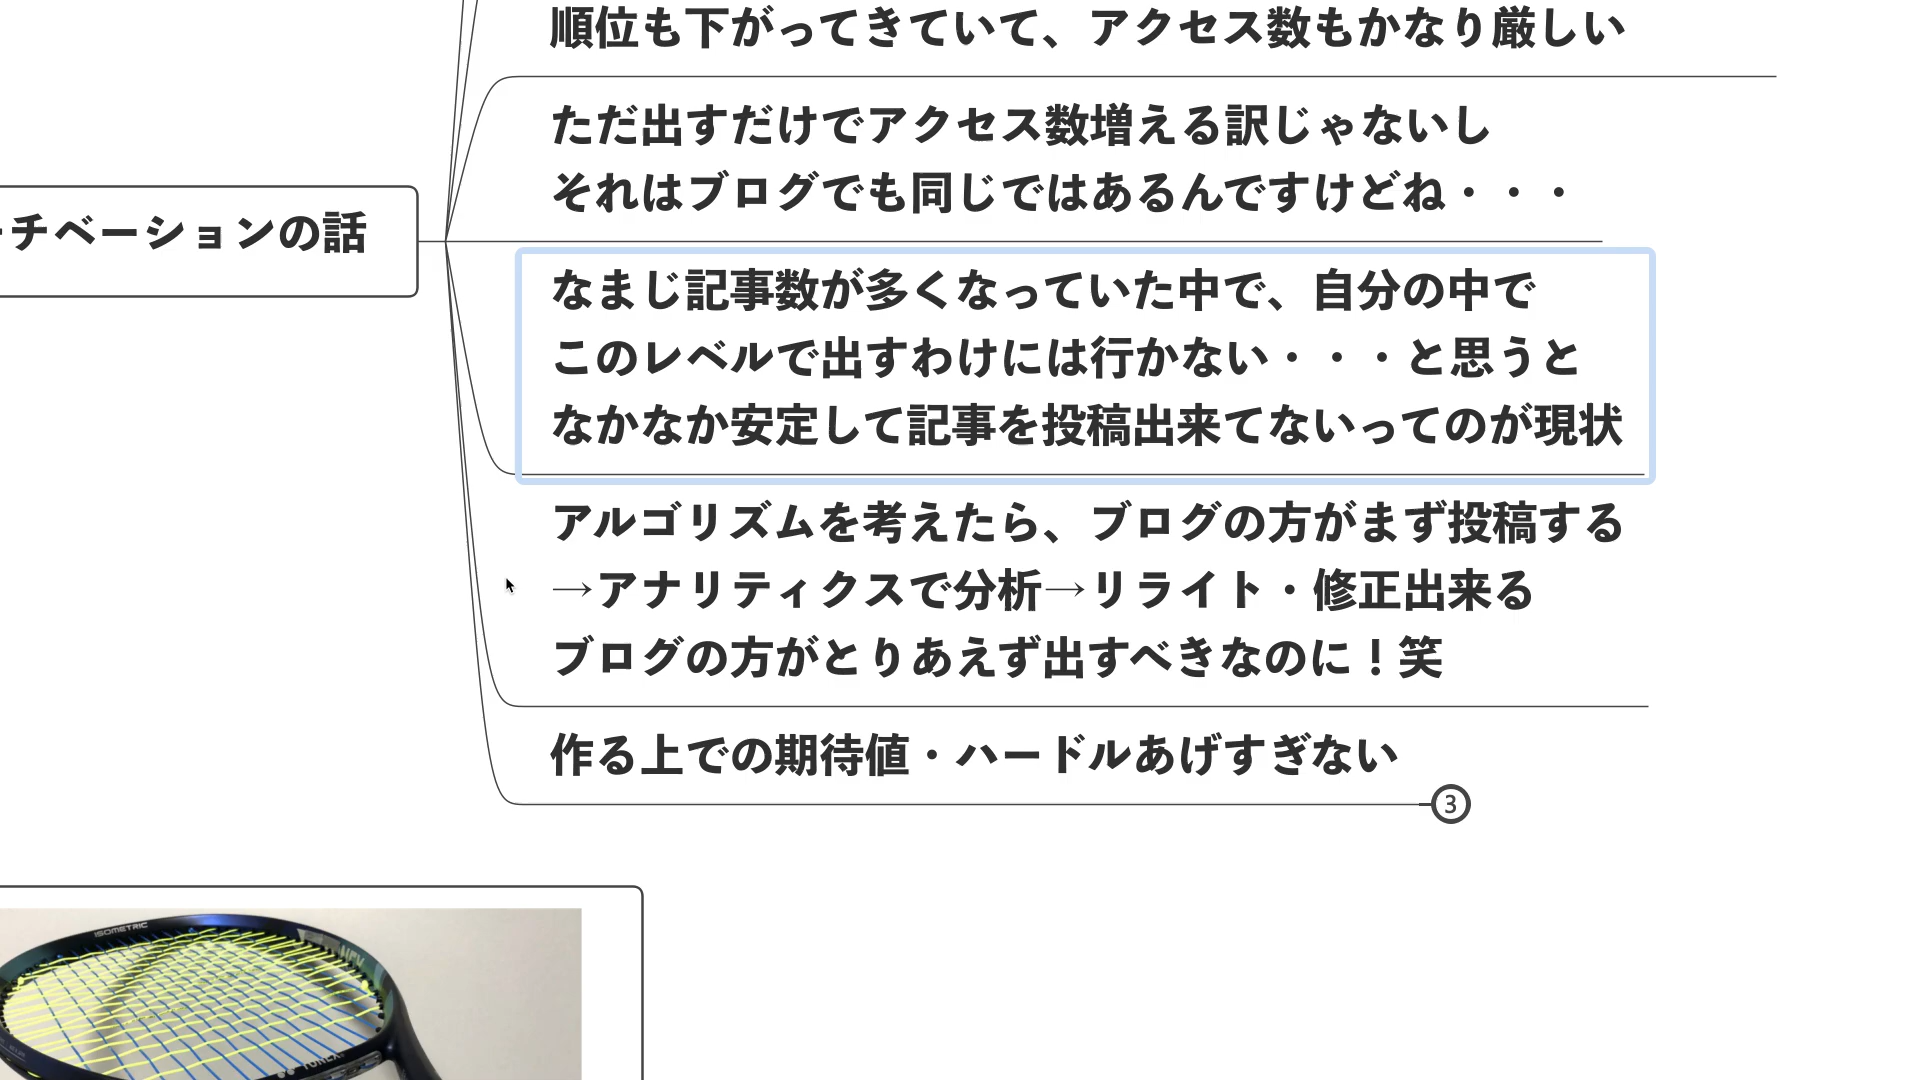 順位も下がってきていて、アクセス数もかなり厳しい
ただ出すだけでアクセス数増える訳じゃないし
それはブログでも同じではあるんですけどね・・・
チベーションの話
なまじ記事数が多くなっていた中で、自分の中で
このレベルで出すわけには行かない・・・と思うと
なかなか安定して記事を投稿出来てないってのが現状
アルゴリズムを考えたら、ブログの方がまず投稿する
→アナリティクスで分析→リライト・修正出来る
ブログの方がとりあえず出すべきなのに！笑
作る上での期待値・ハードルあげすぎない
3
ISOMETRIC
YONEX